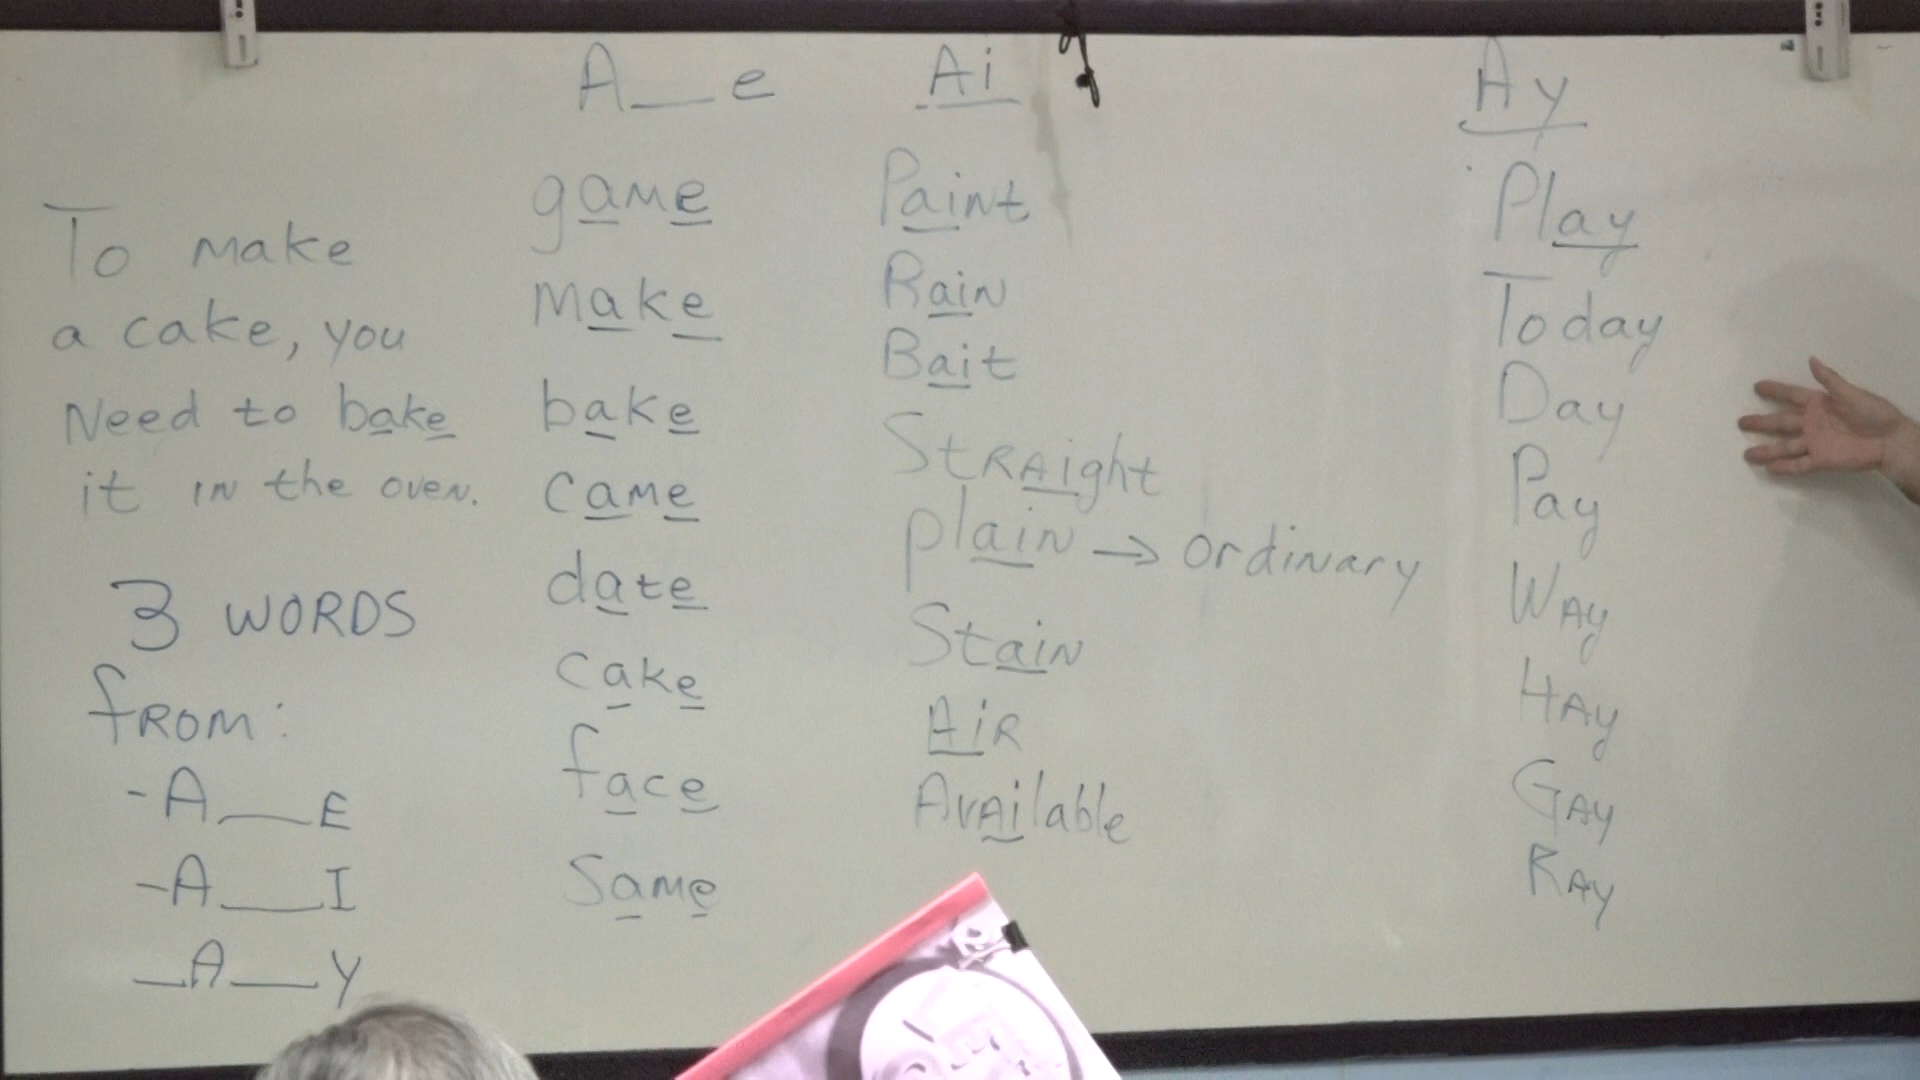 To make
a cake, you
Need to bake
it in the oven.
3 WORDS
fROM:
-A__E
-A__I
_A__Y
A__e
game
make
bake
came
date
cake
face
Same
Ai
Paint
Rain
Bait
StRAight
plain → ordinary
Stain
AiR
AvAilable
Ay
Play
Today
Day
Pay
WAy
HAy
GAy
RAy